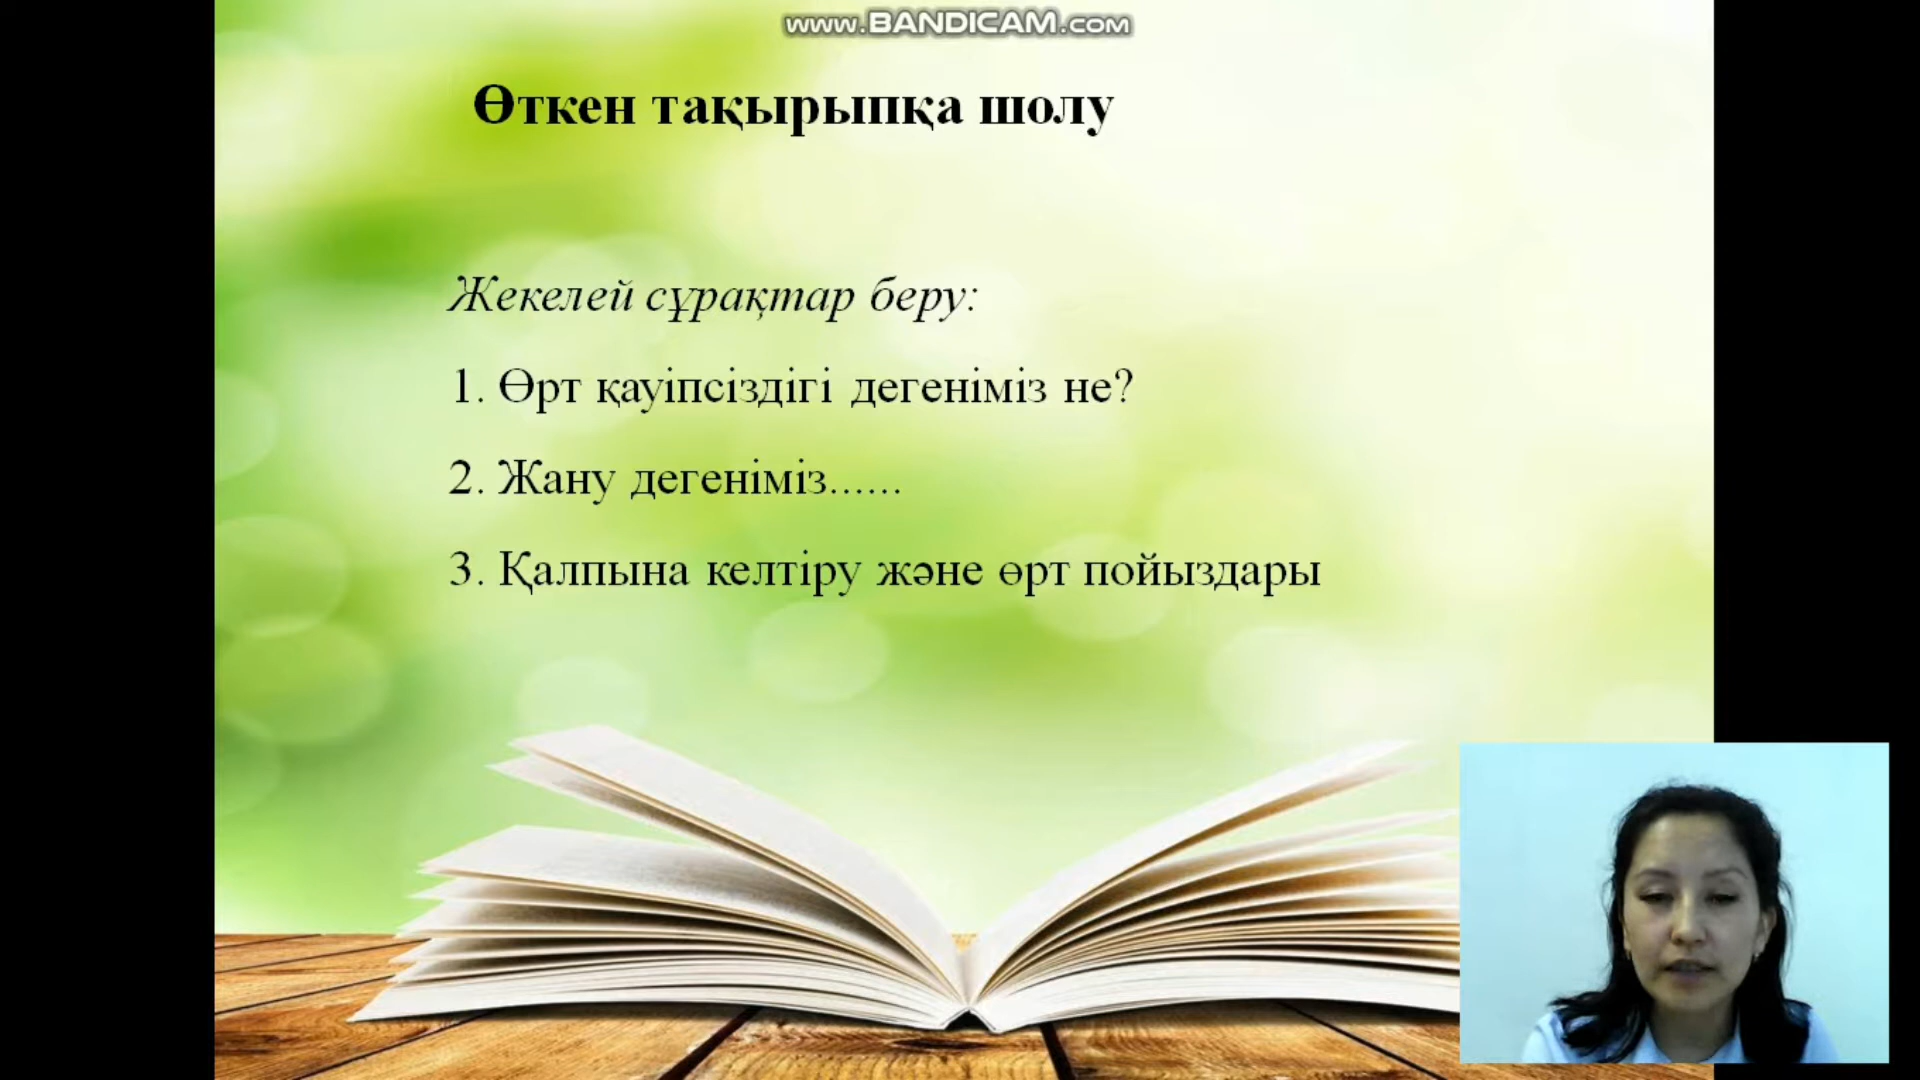 www.BANDICAM.com
Өткен тақырыпқа шолу
Жекелей сұрақтар беру:
1. Өрт қауіпсіздігі дегеніміз не?
2. Жану дегеніміз......
3. Қалпына келтіру және өрт пойыздары